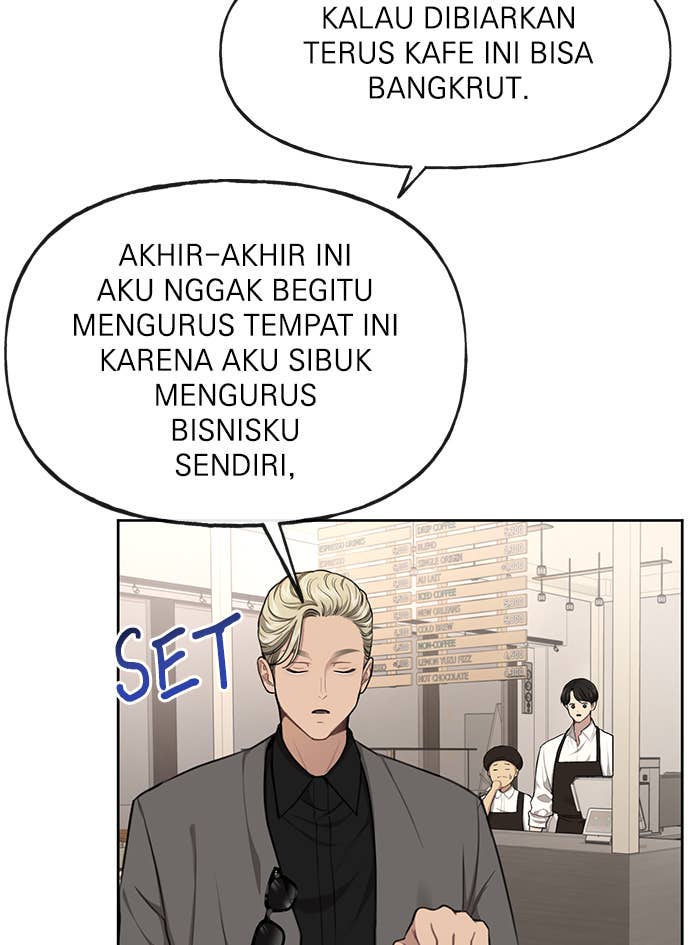 KALAU DIBIARKAN
TERUS KAFE INI BISA
BANGKRUT.
AKHIR-AKHIR INI
AKU NGGAK BEGITU
MENGURUS TEMPAT INI
KARENA AKU SIBUK
MENGURUS
BISNISKU
SENDIRI,
SET
ESPRESSO DRINKS
DRIP COFFEE
BLEND
SINGLE ORIGIN
AU LAIT
ICED COFFEE
NEW ORLEANS
COLD BREW
NON-COFFEE
LEMON YUZU FIZZ
HOT CHOCOLATE